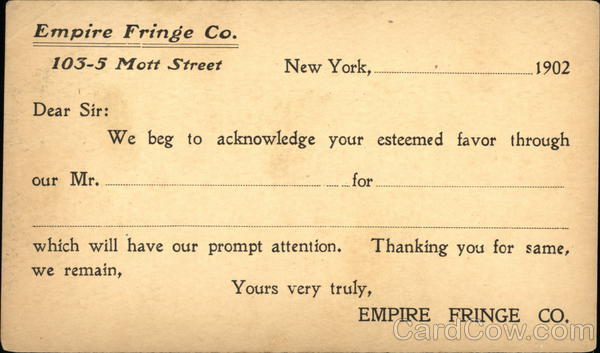 Empire Fringe Co.
103-5 Mott Street
New York, 1902
Dear Sir:
We beg to acknowledge your esteemed favor through
our Mr. for
which will have our prompt attention. Thanking you for same,
we remain,
Yours very truly,
EMPIRE FRINGE CO.
CardCow.com